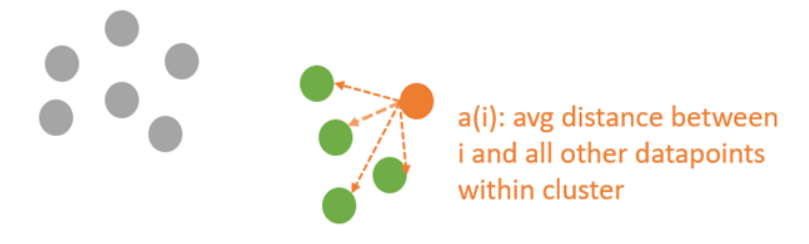 a(i): avg distance between
i and all other datapoints
within cluster